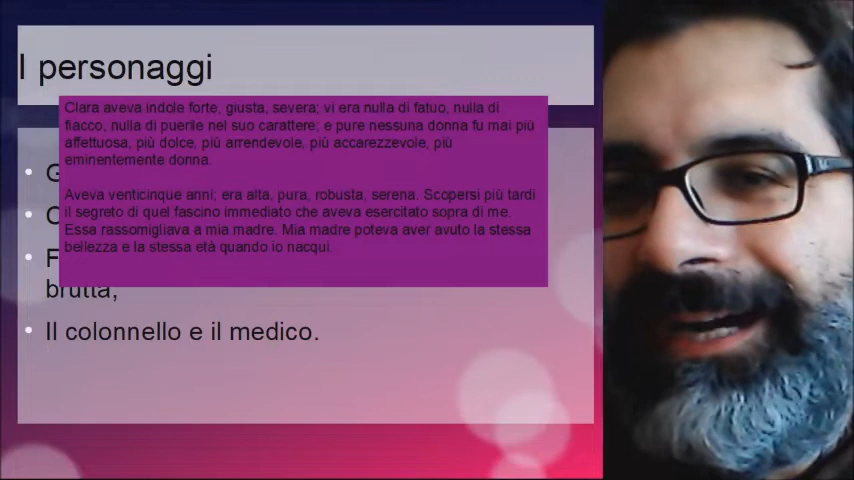 I personaggi
Clara aveva indole forte, giusta, severa; vi era nulla di fatuo, nulla di
fiacco, nulla di puerile nel suo carattere; e pure nessuna donna fu mai più
affettuosa, più dolce, più arrendevole, più accarezzevole, più
eminentemente donna.
Aveva venticinque anni; era alta, pura, robusta, serena. Scopersi più tardi
il segreto di quel fascino immediato che aveva esercitato sopra di me.
Essa rassomigliava a mia madre. Mia madre poteva aver avuto la stessa
bellezza e la stessa età quando io nacqui.
brutta;
Il colonnello e il medico.